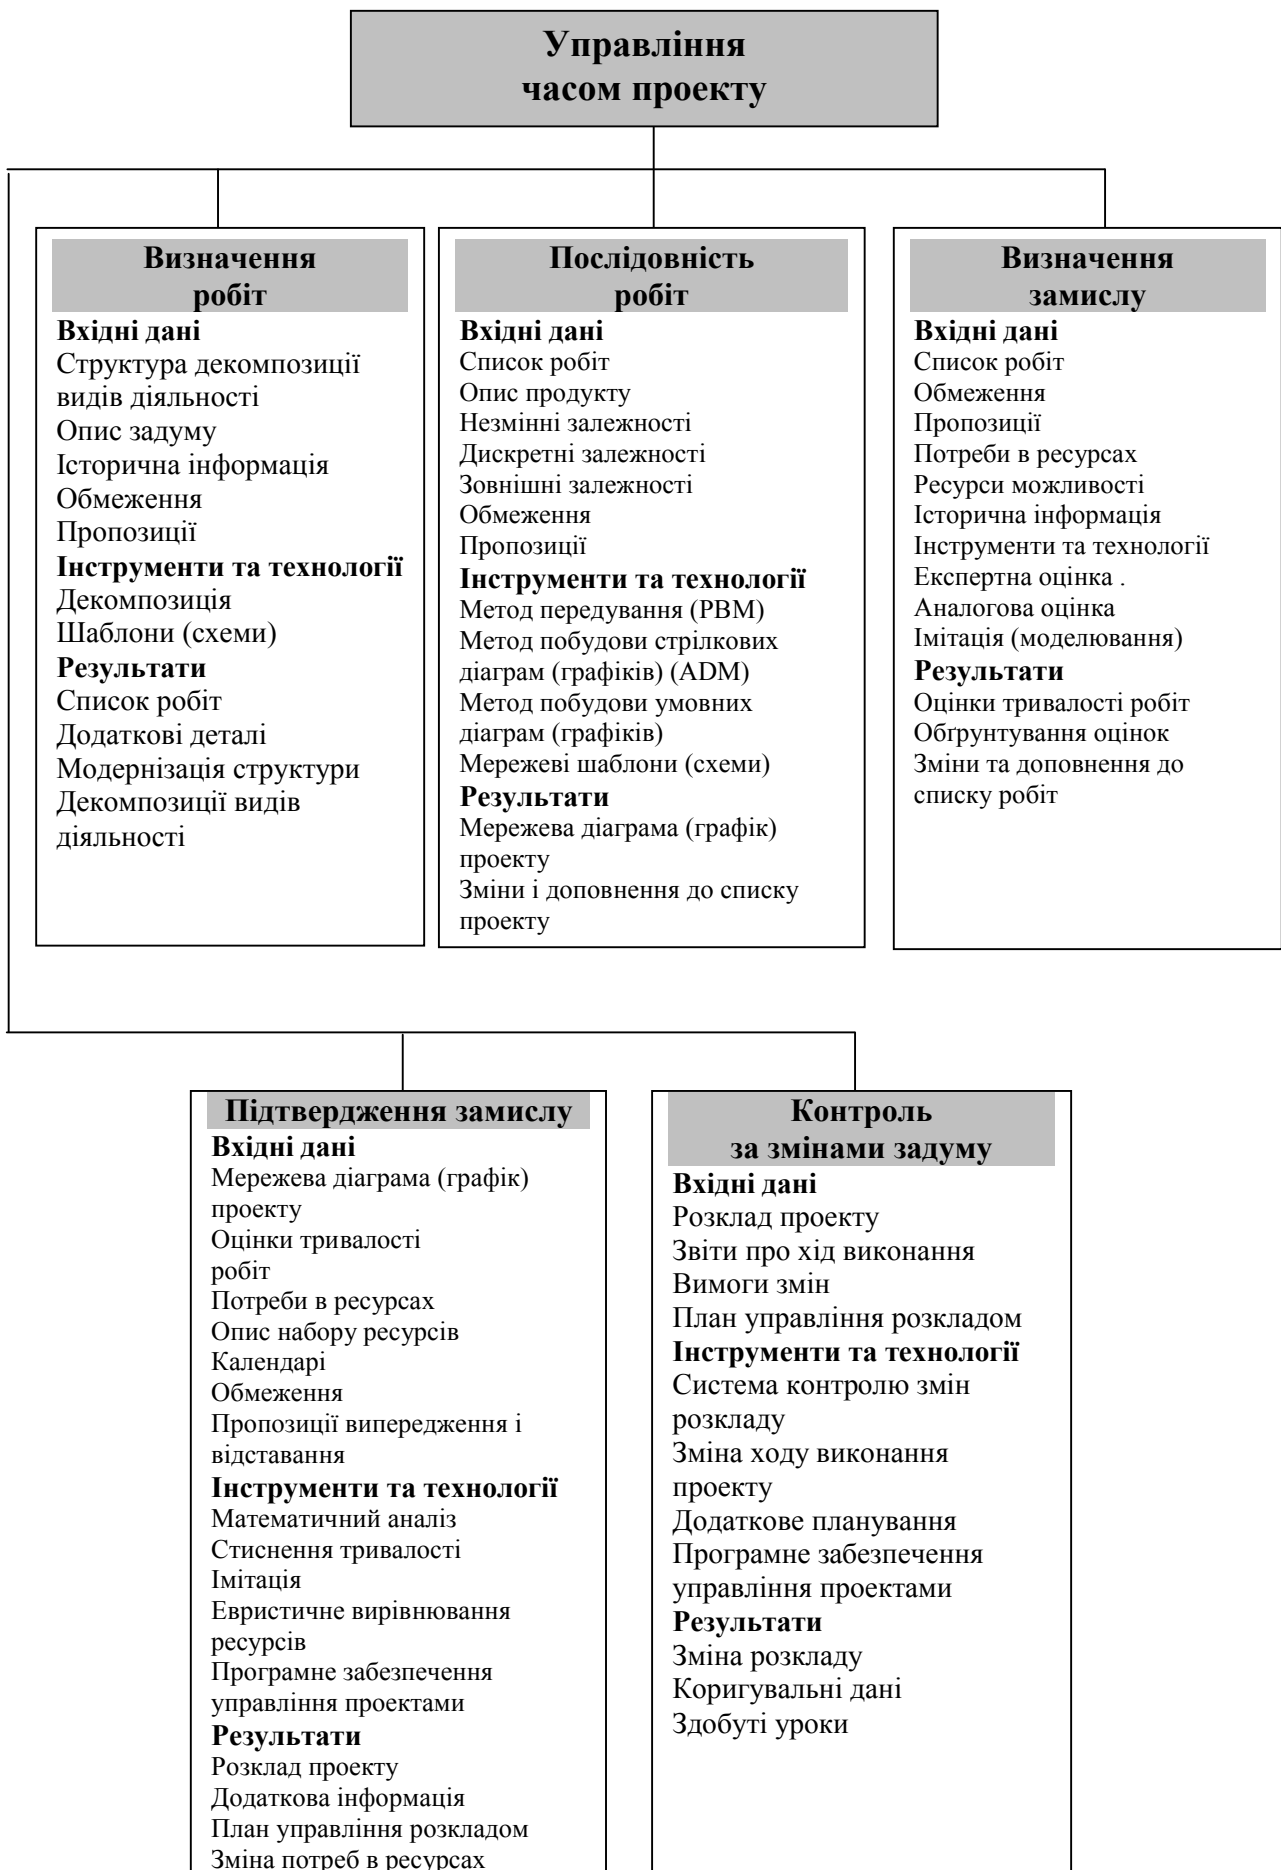 Управління
часом проекту
Визначення
робіт
Вхідні дані
Структура декомпозиції
видів діяльності
Опис задуму
Історична інформація
Обмеження
Пропозиції
Інструменти та технології
Декомпозиція
Шаблони (схеми)
Результати
Список робіт
Додаткові деталі
Модернізація структури
Декомпозиції видів
діяльності
Послідовність
робіт
Вхідні дані
Список робіт
Опис продукту
Незмінні залежності
Дискретні залежності
Зовнішні залежності
Обмеження
Пропозиції
Інструменти та технології
Метод передування (PBM)
Метод побудови стрілкових
діаграм (графіків) (ADM)
Метод побудови умовних
діаграм (графіків)
Мережеві шаблони (схеми)
Результати
Мережева діаграма (графік)
проекту
Зміни і доповнення до списку
проекту
Визначення
замислу
Вхідні дані
Список робіт
Обмеження
Пропозиції
Потреби в ресурсах
Ресурси можливості
Історична інформація
Інструменти та технології
Експертна оцінка .
Аналогова оцінка
Імітація (моделювання)
Результати
Оцінки тривалості робіт
Обґрунтування оцінок
Зміни та доповнення до
списку робіт
Підтвердження замислу
Вхідні дані
Мережева діаграма (графік)
проекту
Оцінки тривалості
робіт
Потреби в ресурсах
Опис набору ресурсів
Календарі
Обмеження
Пропозиції випередження і
відставання
Інструменти та технології
Математичний аналіз
Стиснення тривалості
Імітація
Евристичне вирівнювання
ресурсів
Програмне забезпечення
управління проектами
Результати
Розклад проекту
Додаткова інформація
План управління розкладом
Зміна потреб в ресурсах
Контроль
за змінами задуму
Вхідні дані
Розклад проекту
Звіти про хід виконання
Вимоги змін
План управління розкладом
Інструменти та технології
Система контролю змін
розкладу
Зміна ходу виконання
проекту
Додаткове планування
Програмне забезпечення
управління проектами
Результати
Зміна розкладу
Коригувальні дані
Здобуті уроки